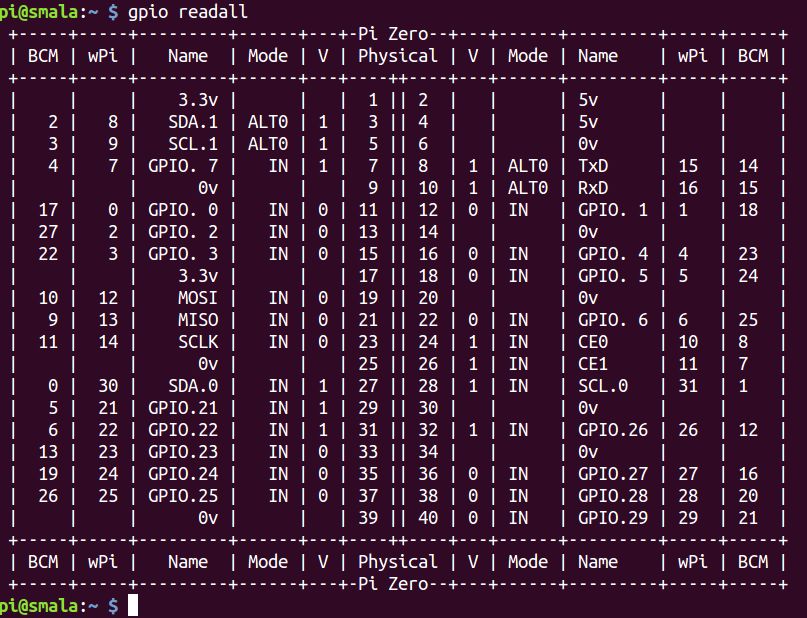 pi@smala:~ $ gpio readall
 +-----+-----+---------+------+---+-Pi Zero--+---+------+---------+-----+-----+
 | BCM | wPi |   Name  | Mode | V | Physical | V | Mode | Name    | wPi | BCM |
 +-----+-----+---------+------+---+----++----+---+------+---------+-----+-----+
 |     |     |    3.3v |      |   |  1 || 2  |   |      | 5v      |     |     |
 |   2 |   8 |   SDA.1 | ALT0 | 1 |  3 || 4  |   |      | 5v      |     |     |
 |   3 |   9 |   SCL.1 | ALT0 | 1 |  5 || 6  |   |      | 0v      |     |     |
 |   4 |   7 | GPIO. 7 |   IN | 1 |  7 || 8  | 1 | ALT0 | TxD     | 15  | 14  |
 |     |     |      0v |      |   |  9 || 10 | 1 | ALT0 | RxD     | 16  | 15  |
 |  17 |   0 | GPIO. 0 |   IN | 0 | 11 || 12 | 0 | IN   | GPIO. 1 | 1   | 18  |
 |  27 |   2 | GPIO. 2 |   IN | 0 | 13 || 14 |   |      | 0v      |     |     |
 |  22 |   3 | GPIO. 3 |   IN | 0 | 15 || 16 | 0 | IN   | GPIO. 4 | 4   | 23  |
 |     |     |    3.3v |      |   | 17 || 18 | 0 | IN   | GPIO. 5 | 5   | 24  |
 |  10 |  12 |    MOSI |   IN | 0 | 19 || 20 |   |      | 0v      |     |     |
 |   9 |  13 |    MISO |   IN | 0 | 21 || 22 | 0 | IN   | GPIO. 6 | 6   | 25  |
 |  11 |  14 |    SCLK |   IN | 0 | 23 || 24 | 1 | IN   | CE0     | 10  | 8   |
 |     |     |      0v |      |   | 25 || 26 | 1 | IN   | CE1     | 11  | 7   |
 |   0 |  30 |   SDA.0 |   IN | 1 | 27 || 28 | 1 | IN   | SCL.0   | 31  | 1   |
 |   5 |  21 | GPIO.21 |   IN | 1 | 29 || 30 |   |      | 0v      |     |     |
 |   6 |  22 | GPIO.22 |   IN | 1 | 31 || 32 | 1 | IN   | GPIO.26 | 26  | 12  |
 |  13 |  23 | GPIO.23 |   IN | 0 | 33 || 34 |   |      | 0v      |     |     |
 |  19 |  24 | GPIO.24 |   IN | 0 | 35 || 36 | 0 | IN   | GPIO.27 | 27  | 16  |
 |  26 |  25 | GPIO.25 |   IN | 0 | 37 || 38 | 0 | IN   | GPIO.28 | 28  | 20  |
 |     |     |      0v |      |   | 39 || 40 | 0 | IN   | GPIO.29 | 29  | 21  |
 +-----+-----+---------+------+---+----++----+---+------+---------+-----+-----+
 | BCM | wPi |   Name  | Mode | V | Physical | V | Mode | Name    | wPi | BCM |
 +-----+-----+---------+------+---+-Pi Zero--+---+------+---------+-----+-----+
pi@smala:~ $